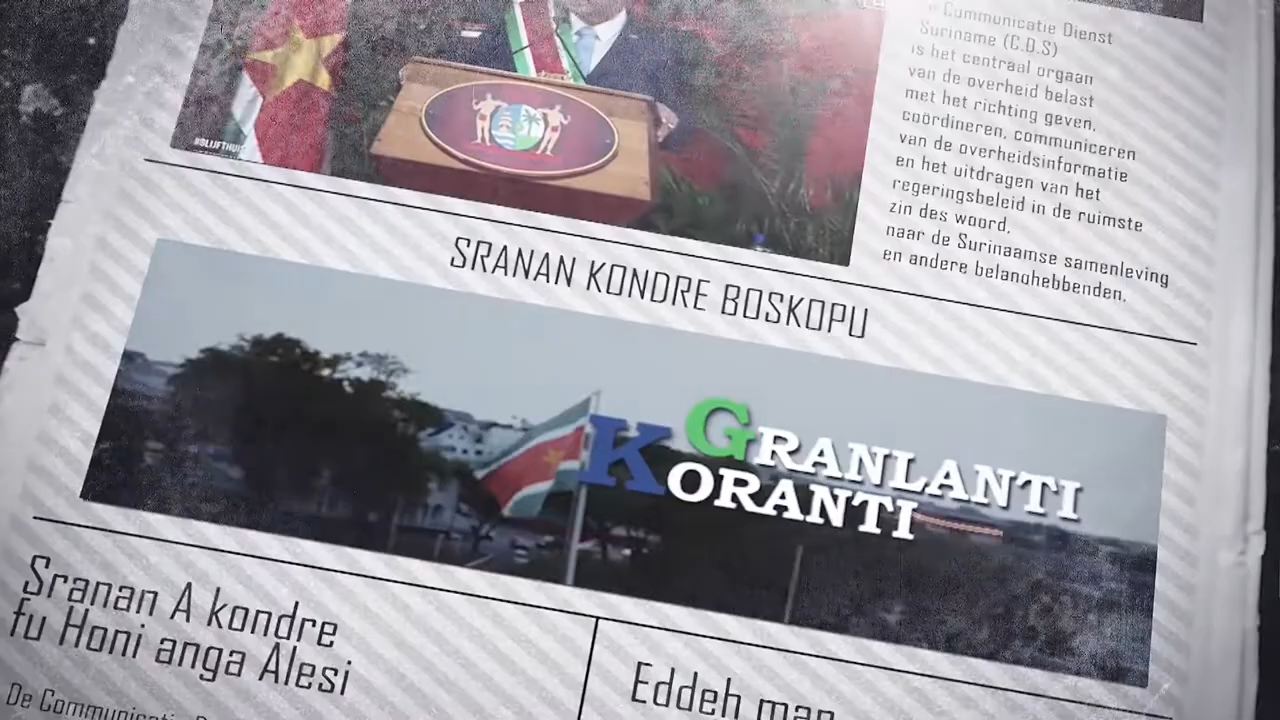 Communicatie Dienst
Suriname (C.D.S)
is het centraal orgaan
van de overheid belast
met het richting geven,
coördineren, communiceren
van de overheidsinformatie
en het uitdragen van het
regeringsbeleid in de ruimste
zin des woord,
naar de Surinaamse samenleving
en andere belanghebbenden.
SRANAN KONDRE BOSKOPU
GRANLANTI
KORANTI
Sranan A kondre
fu Honi anga Alesi
De
Eddeh man